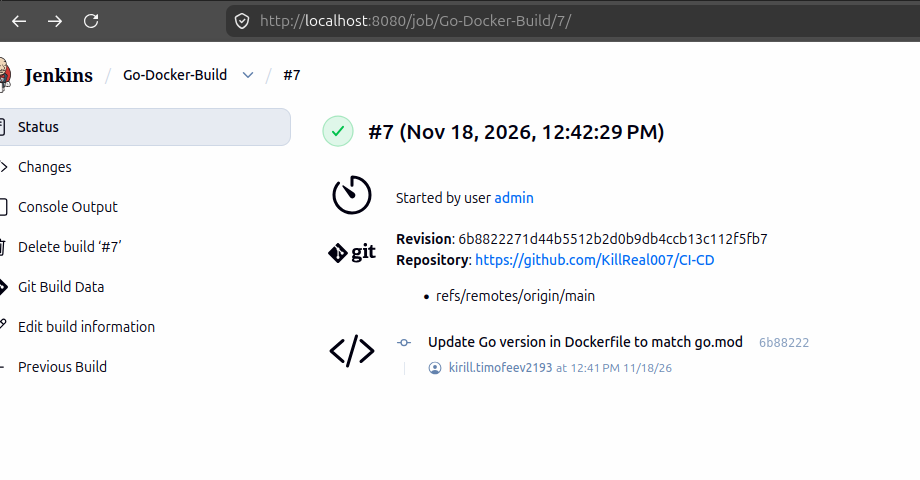 http://localhost:8080/job/Go-Docker-Build/7/
Jenkins / Go-Docker-Build / #7
Status
Changes
Console Output
Delete build ‘#7’
Git Build Data
Edit build information
Previous Build
#7 (Nov 18, 2026, 12:42:29 PM)
Started by user admin
git
Revision: 6b8822271d44b5512b2d0b9db4ccb13c112f5fb7
Repository: https://github.com/KillReal007/CI-CD
• refs/remotes/origin/main
Update Go version in Dockerfile to match go.mod 6b88222
kirill.timofeev2193 at 12:41 PM 11/18/26